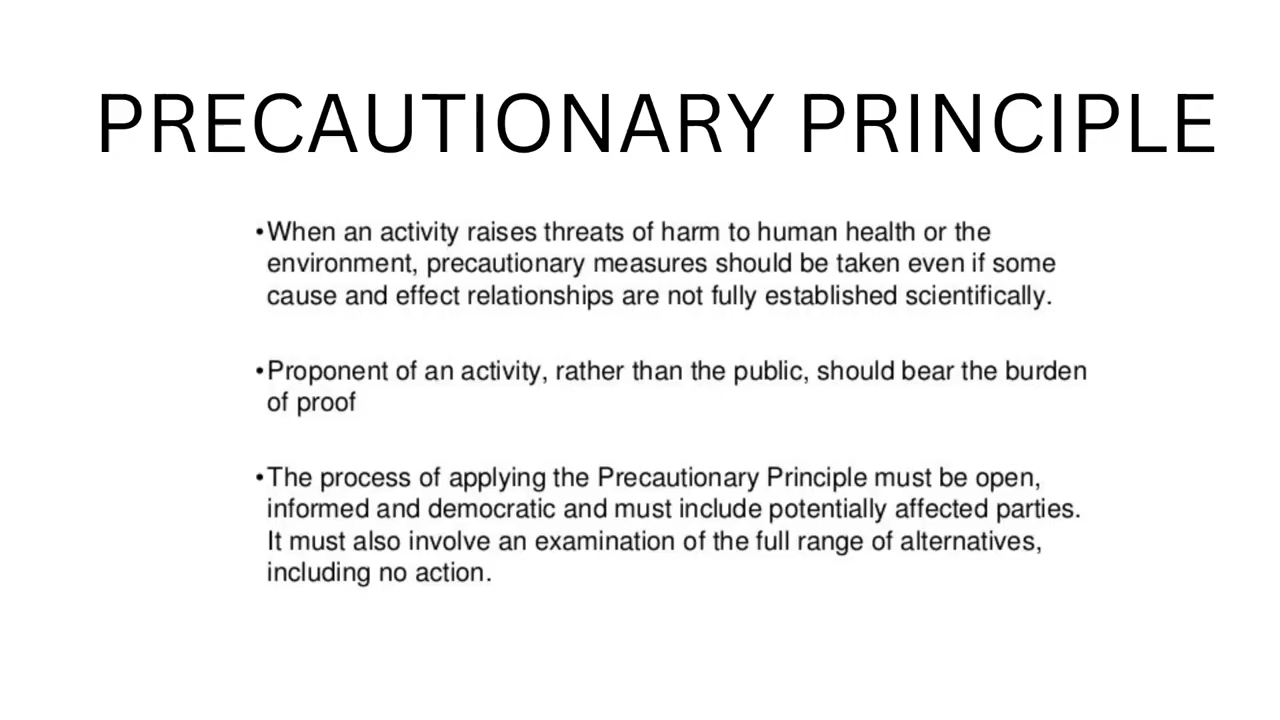 PRECAUTIONARY PRINCIPLE
•When an activity raises threats of harm to human health or the
environment, precautionary measures should be taken even if some
cause and effect relationships are not fully established scientifically.
•Proponent of an activity, rather than the public, should bear the burden
of proof
•The process of applying the Precautionary Principle must be open,
informed and democratic and must include potentially affected parties.
It must also involve an examination of the full range of alternatives,
including no action.